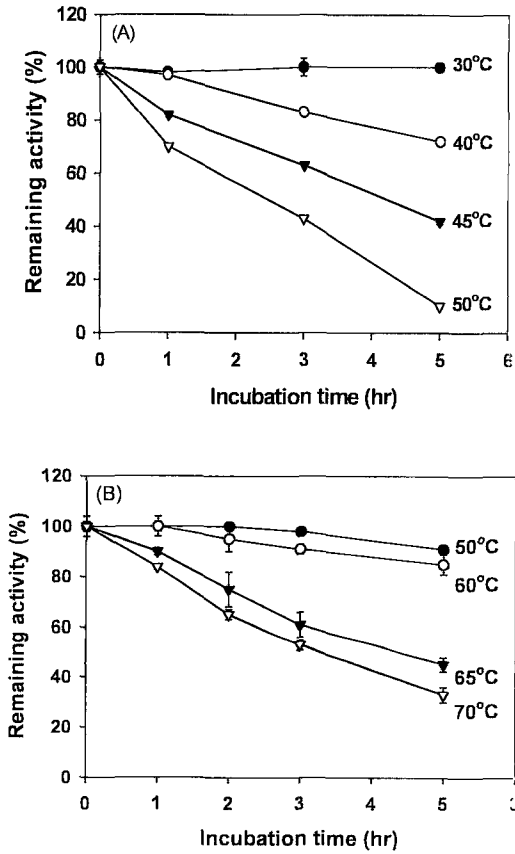 (A)
Remaining activity (%)
120
100
80
60
40
20
0
30°C
40°C
45°C
50°C
0 1 2 3 4 5 6
Incubation time (hr)
(B)
Remaining activity (%)
120
100
80
60
40
20
0
50°C
60°C
65°C
70°C
0 1 2 3 4 5
Incubation time (hr)